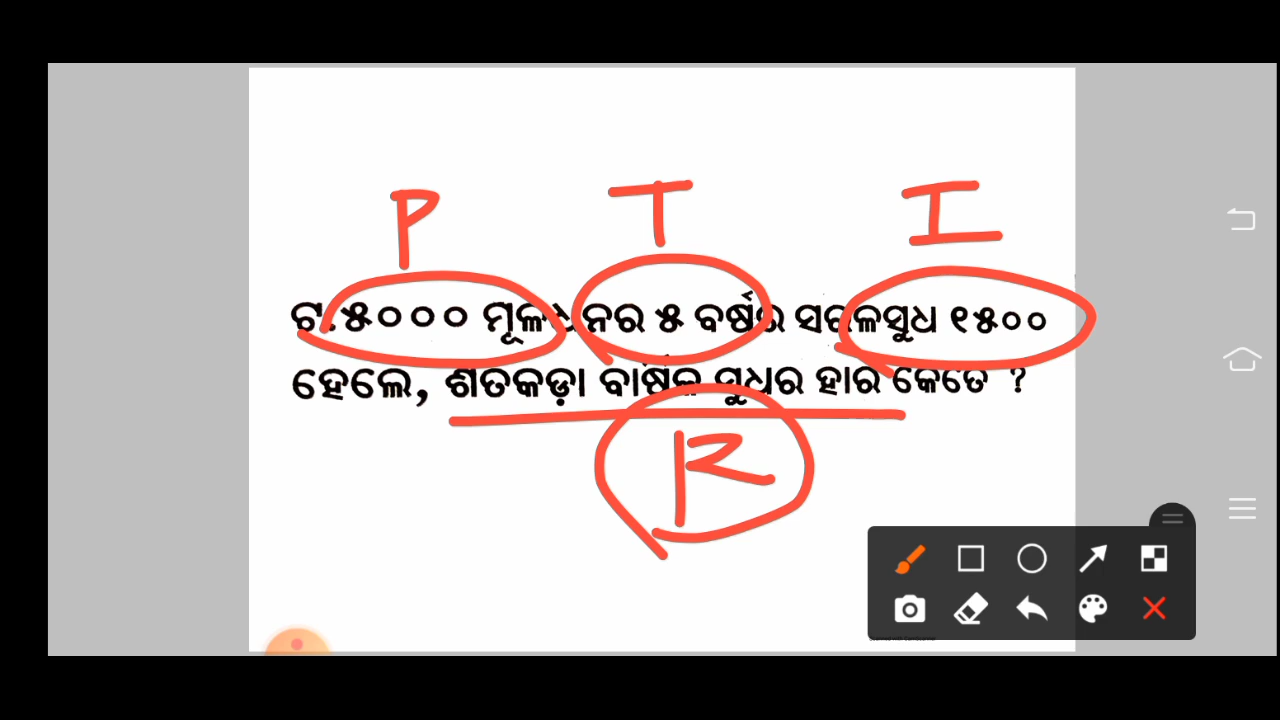 P T I
ଟ.୫୦୦୦ ମୂଳଧନର ୫ ବର୍ଷର ସରଳସୁଧ ୧୫୦୦
ହେଲେ, ଶତକଡ଼ା ବାର୍ଷିକ ସୁଧର ହାର କେତେ ?
R